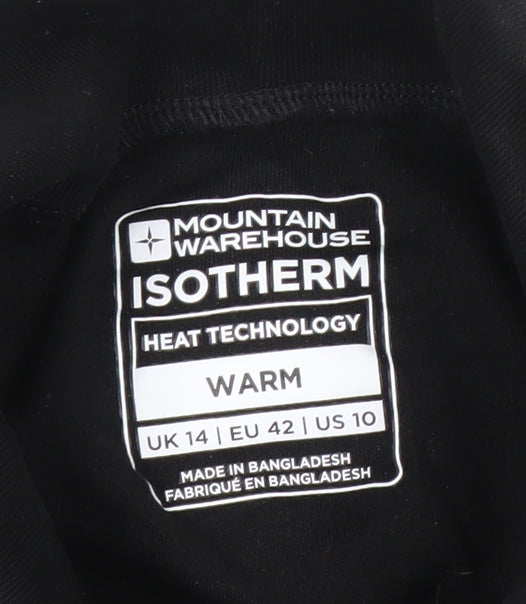 MOUNTAIN
WAREHOUSE
ISOTHERM
HEAT TECHNOLOGY
WARM
UK 14 | EU 42 | US 10
MADE IN BANGLADESH
FABRIQUÉ EN BANGLADESH